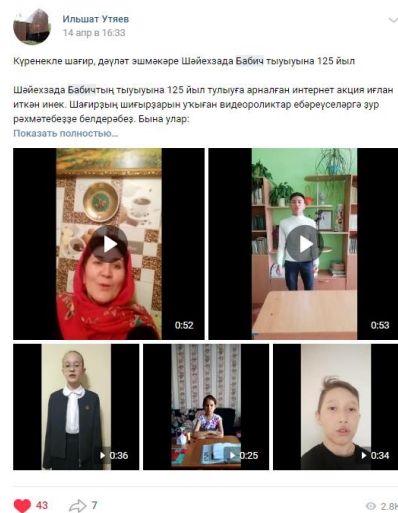 Ильшат Утяев
14 апр в 16:33
Күренекле шағир, дәүләт эшмәкәре Шәйехзада Бабич тыуыуына 125 йыл
Шәйехзада Бабичтың тыуыуына 125 йыл тулыуға арналған интернет акция иғлан
иткән инек. Шағирҙың шиғырҙарын уҡыған видеороликтар ебәреүселәргә ҙур
рәхмәтебеҙҙе белдерәбеҙ. Бына улар:
Показать полностью...
0:52
0:53
0:36
0:25
0:34
43
7
2.8K